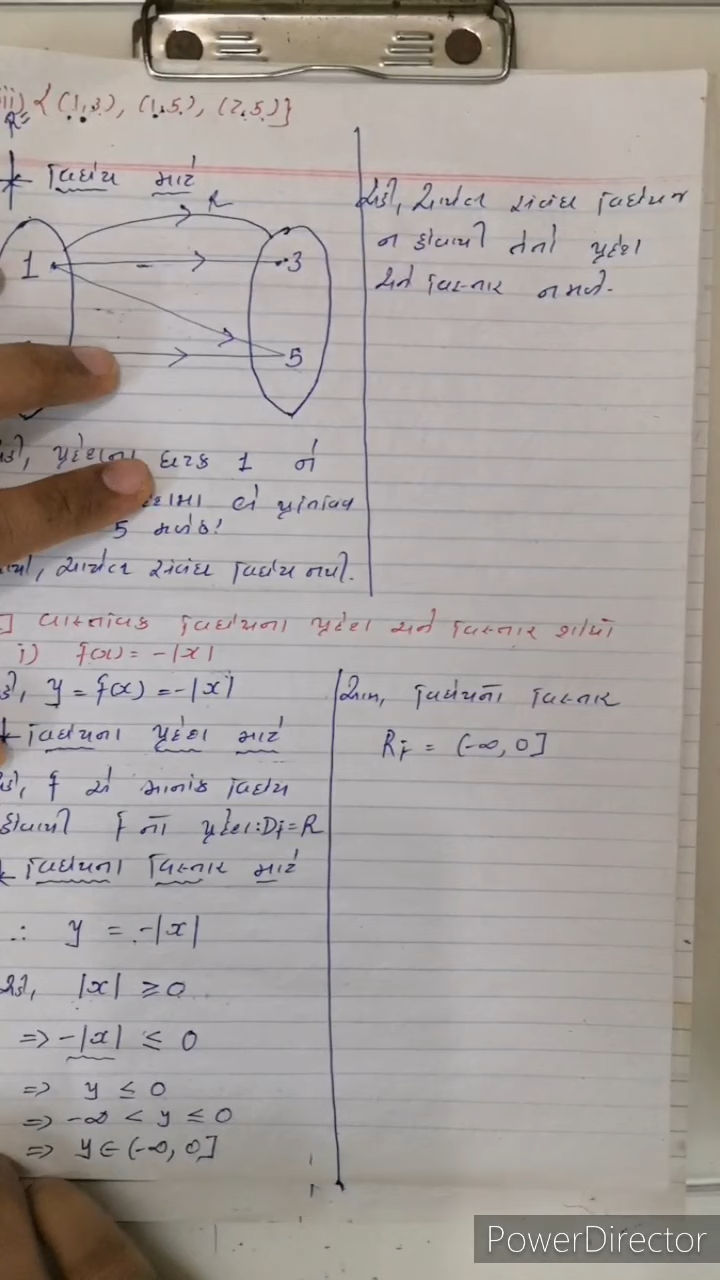 iii) { (1,3), (1,5), (2,5)}
R=
* વિધેય માટે
R
1
3
5
પ્રદેશના ઘટક 1 ને
બે પ્રતિબિંબ
5 મળે છે!
આપેલ સંબંધ વિધેય નથી.
અહીં, આપેલ સંબંધ વિધેય જ
ન હોવાથી તેનો પ્રદેશ
અને વિસ્તાર ન મળે.
વાસ્તવિક વિધેયના પ્રદેશ અને વિસ્તાર શોધો
i) f(x) = -|x|
y = f(x) = -|x|
* વિધેયના પ્રદેશ માટે
f એ માનાંક વિધેય
હોવાથી f નો પ્રદેશ:Df=R
* વિધેયના વિસ્તાર માટે
∴ y = -|x|
અહીં, |x| ≥ 0
=> -|x| ≤ 0
=> y ≤ 0
=> -∞ < y ≤ 0
=> y ∈ (-∞, 0]
આમ, વિધેયનો વિસ્તાર
Rf = (-∞, 0]
PowerDirector